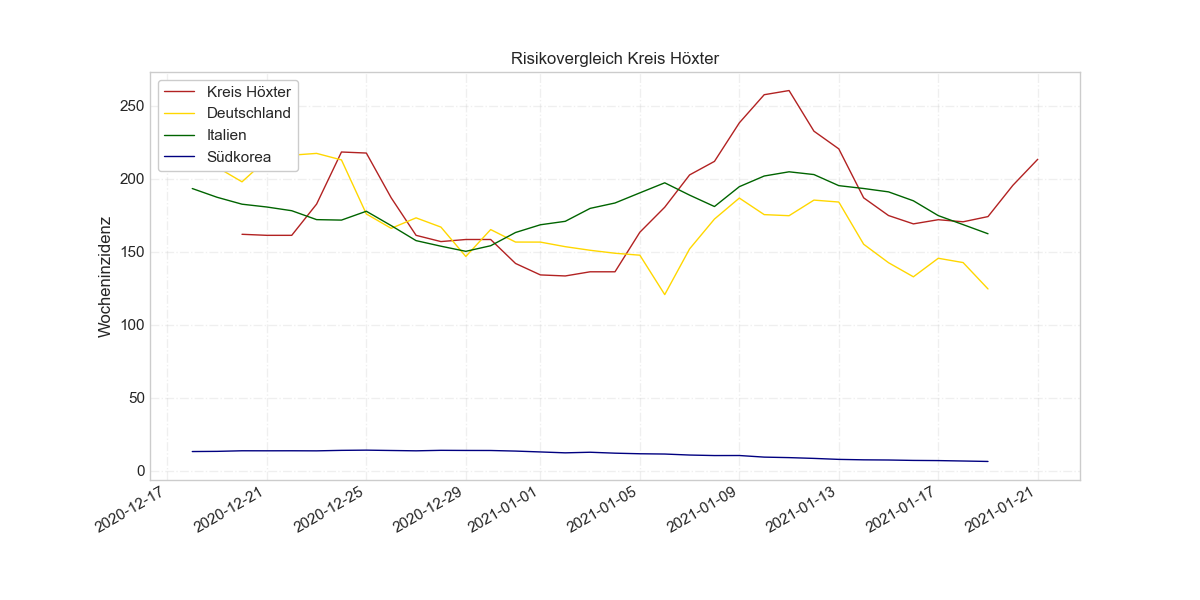 Risikovergleich Kreis Höxter
Kreis Höxter
Deutschland
Italien
Südkorea
Wocheninzidenz
250
200
150
100
50
0
2020-12-17
2020-12-21
2020-12-25
2020-12-29
2021-01-01
2021-01-05
2021-01-09
2021-01-13
2021-01-17
2021-01-21